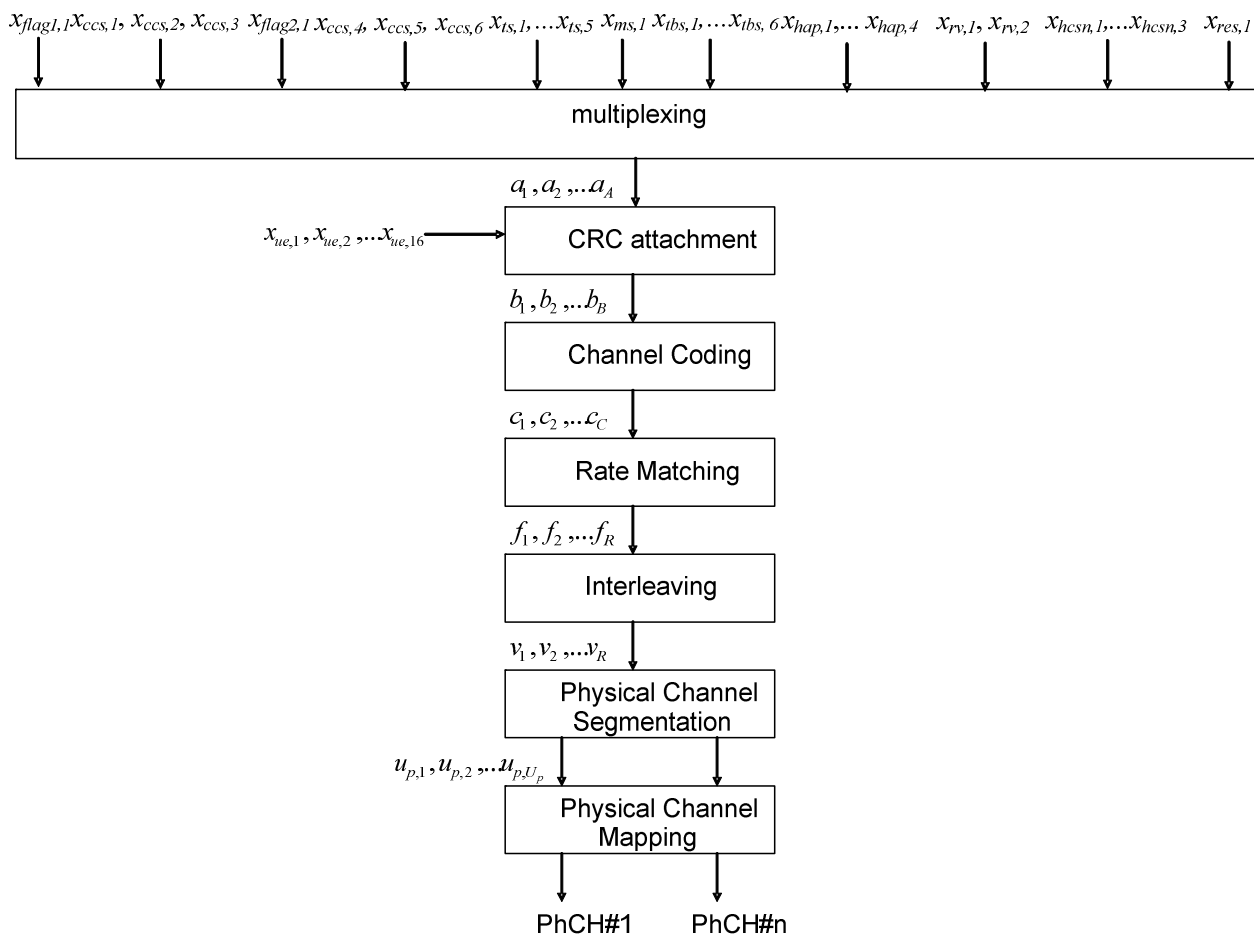 x_flag1,1 x_ccs,1, x_ccs,2, x_ccs,3 x_flag2,1 x_ccs,4, x_ccs,5, x_ccs,6 x_ts,1,...x_ts,5 x_ms,1 x_tbs,1,...x_tbs,6 x_hap,1,...x_hap,4 x_rv,1, x_rv,2 x_hcsn,1,...x_hcsn,3 x_res,1
multiplexing
a_1, a_2,...a_A
x_ue,1, x_ue,2,...x_ue,16
CRC attachment
b_1, b_2,...b_B
Channel Coding
c_1, c_2,...c_C
Rate Matching
f_1, f_2,...f_R
Interleaving
v_1, v_2,...v_R
Physical Channel
Segmentation
u_p,1, u_p,2,...u_p,U_p
Physical Channel
Mapping
PhCH#1 PhCH#n